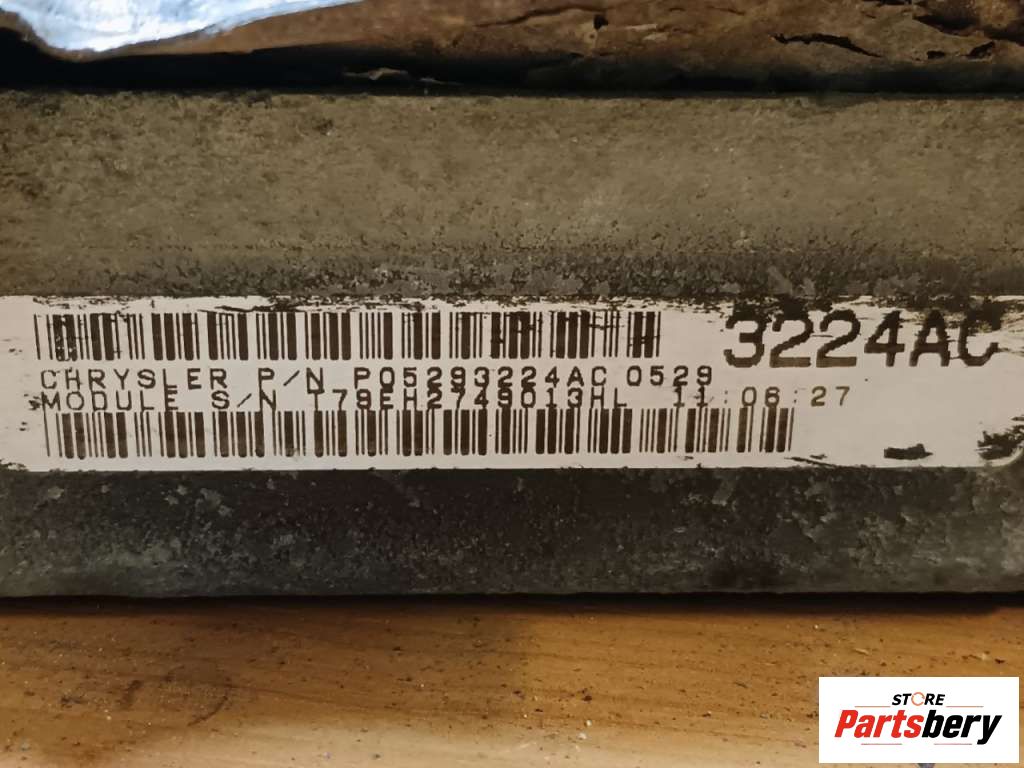 3224AC
CHRYSLER P/N P05293224AC 0529
MODULE S/N T79EH2749013HL 11:06:27
STORE
Partsbery